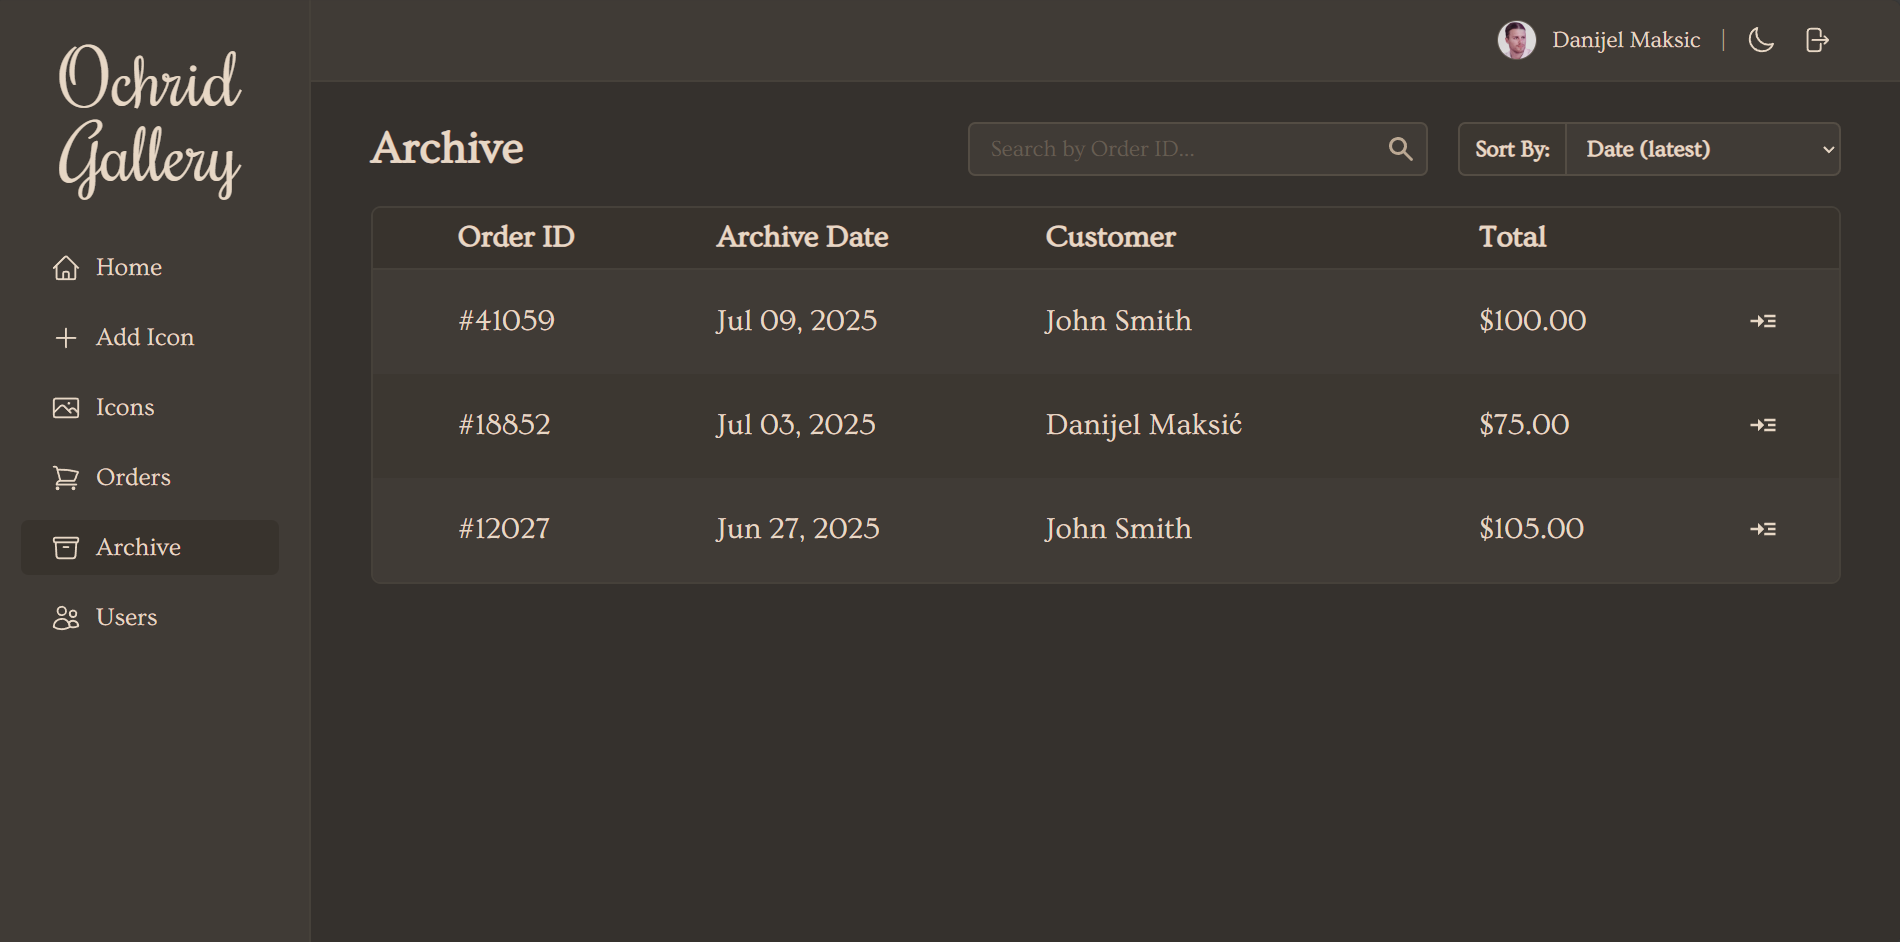 Ochrid
Gallery
Home
Add Icon
Icons
Orders
Archive
Users
Danijel Maksic
Archive
Search by Order ID...
Sort By: Date (latest)
Order ID Archive Date Customer Total
#41059 Jul 09, 2025 John Smith $100.00
#18852 Jul 03, 2025 Danijel Maksić $75.00
#12027 Jun 27, 2025 John Smith $105.00